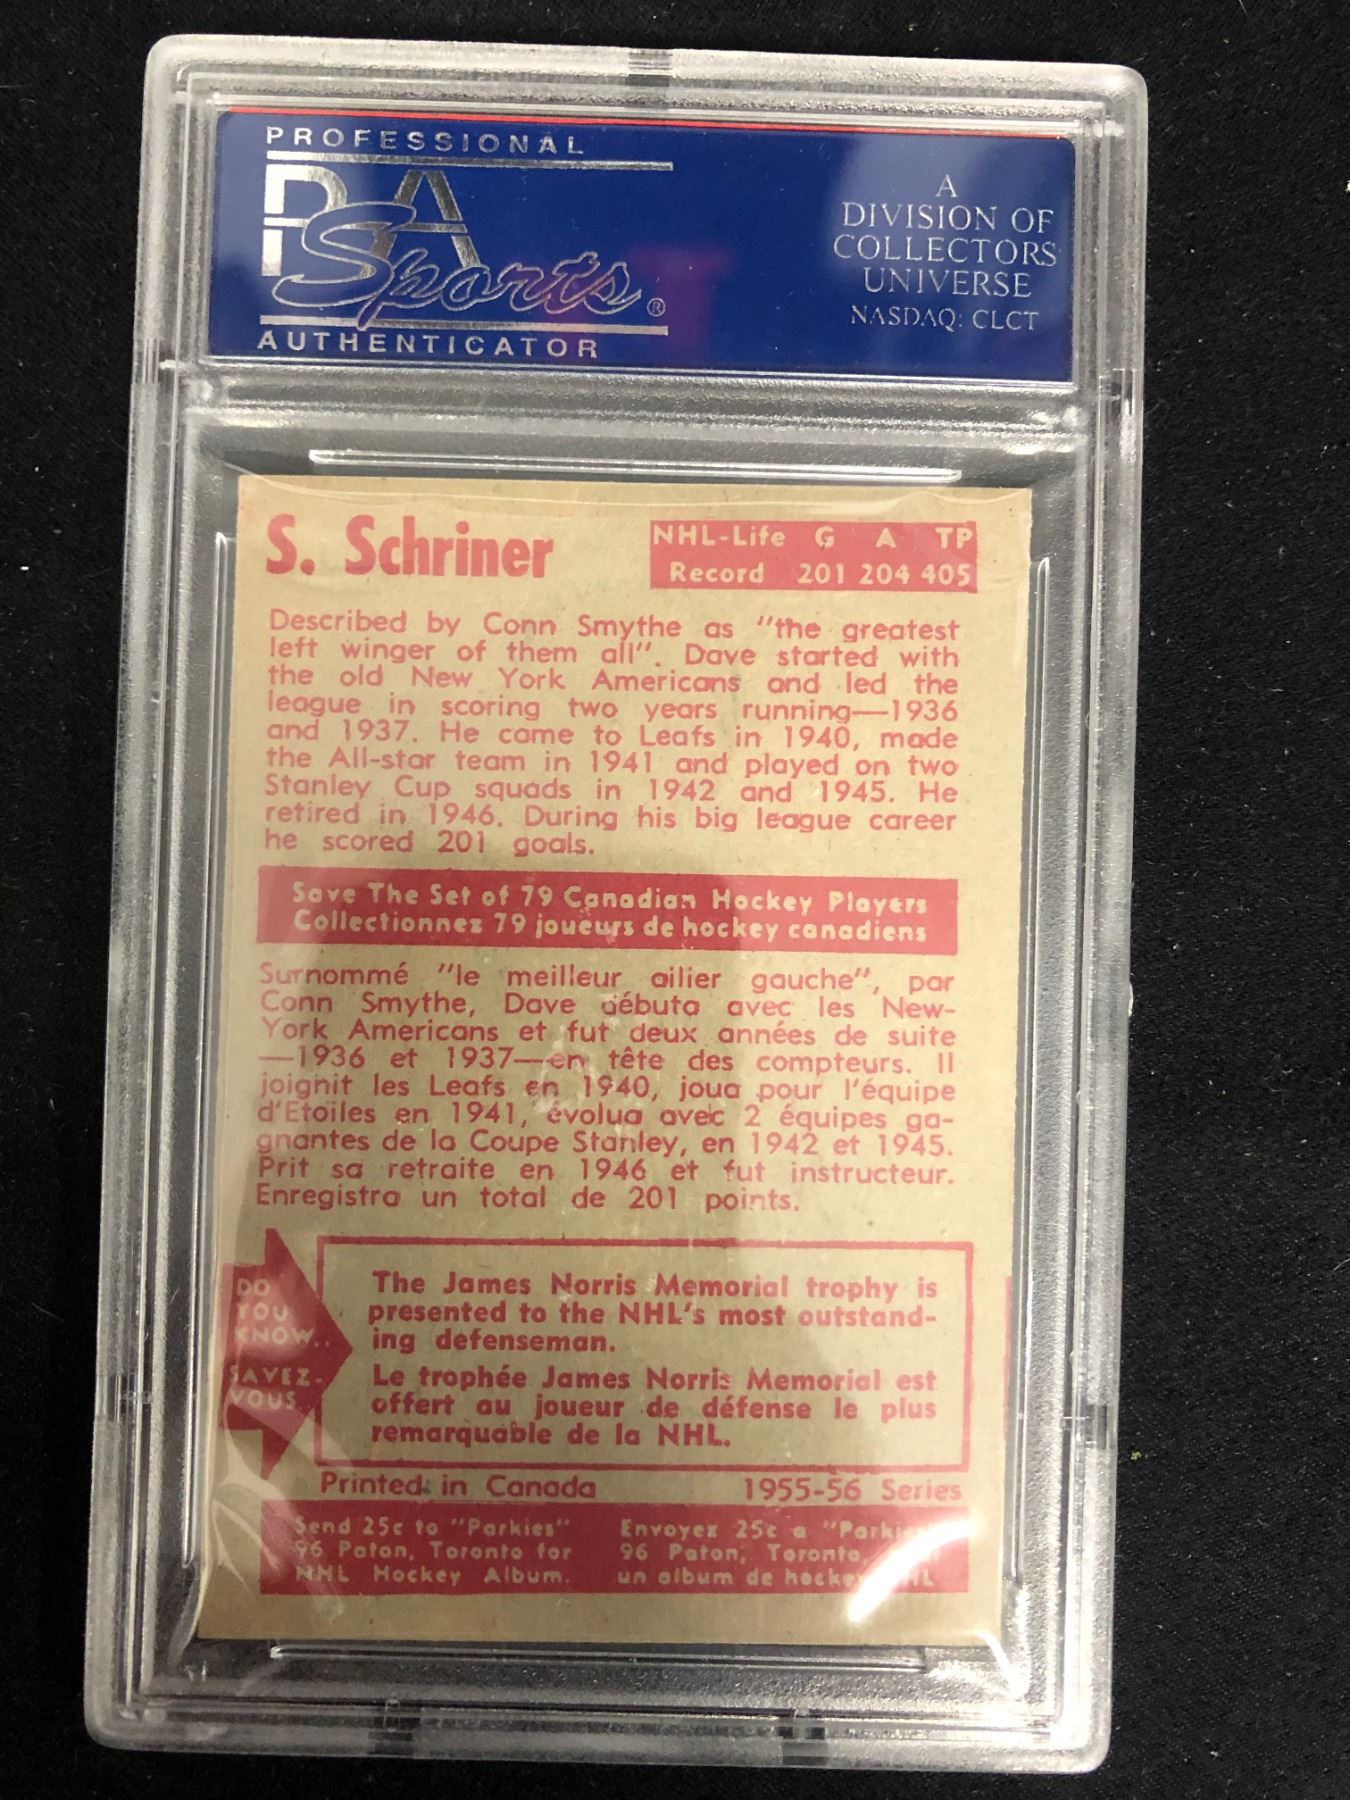 PROFESSIONAL
PSA
Sports®
AUTHENTICATOR
A
DIVISION OF
COLLECTORS
UNIVERSE
NASDAQ: CLCT
S. Schriner
NHL-Life G A TP
Record 201 204 405
Described by Conn Smythe as "the greatest
left winger of them all". Dave started with
the old New York Americans and led the
league in scoring two years running—1936
and 1937. He came to Leafs in 1940, made
the All-star team in 1941 and played on two
Stanley Cup squads in 1942 and 1945. He
retired in 1946. During his big league career
he scored 201 goals.
Save The Set of 79 Canadian Hockey Players
Collectionnez 79 joueurs de hockey canadiens
Surnommé "le meilleur ailier gauche", par
Conn Smythe, Dave débuta avec les New-
York Americans et fut deux années de suite
—1936 et 1937—en tête des compteurs. Il
joignit les Leafs en 1940, joua pour l'équipe
d'Etoiles en 1941, évolua avec 2 équipes ga-
gnantes de la Coupe Stanley, en 1942 et 1945.
Prit sa retraite en 1946 et fut instructeur.
Enregistra un total de 201 points.
DO
YOU
KNOW..
SAVEZ-
VOUS..
The James Norris Memorial trophy is
presented to the NHL's most outstand-
ing defenseman.
Le trophée James Norris Memorial est
offert au joueur de défense le plus
remarquable de la NHL.
Printed in Canada 1955-56 Series
Send 25c to "Parkies"
96 Paton, Toronto for
NHL Hockey Album.
Envoyez 25c a "Parkies"
96 Paton, Toronto,
un album de hockey NHL